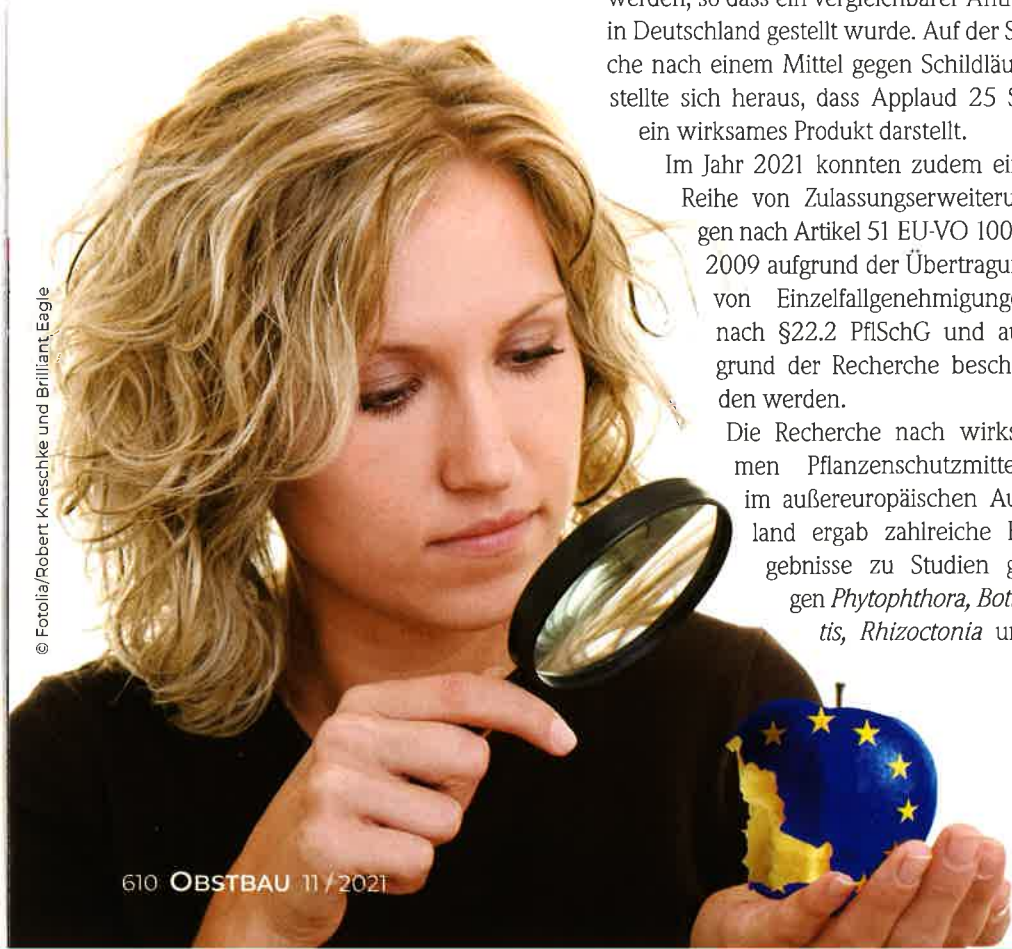 in Deutschland gestellt wurde. Auf der S
che nach einem Mittel gegen Schildläu
stellte sich heraus, dass Applaud 25 S
ein wirksames Produkt darstellt.
Im Jahr 2021 konnten zudem ei
Reihe von Zulassungserweiteru
gen nach Artikel 51 EU-VO 100
2009 aufgrund der Übertragu
von Einzelfallgenehmigung
nach §22.2 PflSchG und au
grund der Recherche besch
den werden.
Die Recherche nach wirks
men Pflanzenschutzmitte
im außereuropäischen Au
land ergab zahlreiche E
gebnisse zu Studien g
gen Phytophthora, Bot
tis, Rhizoctonia u
© Fotolia/Robert Kneschke und Brilliant Eagle
610 OBSTBAU 11/2021